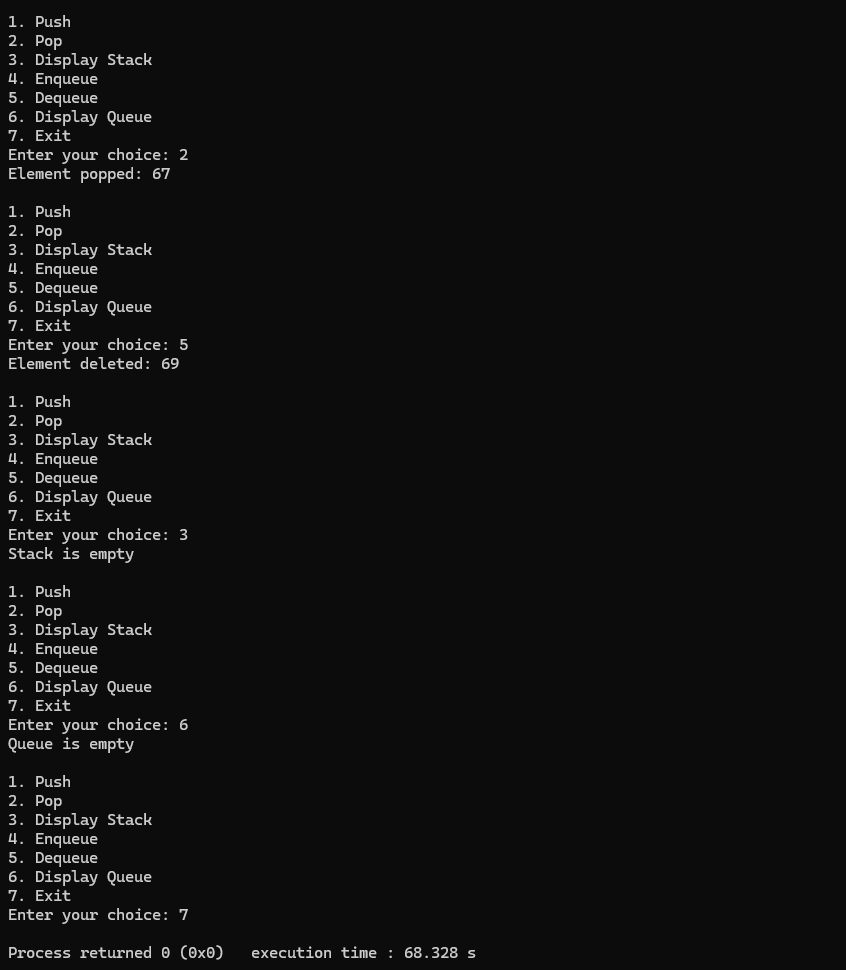 1. Push
2. Pop
3. Display Stack
4. Enqueue
5. Dequeue
6. Display Queue
7. Exit
Enter your choice: 2
Element popped: 67

1. Push
2. Pop
3. Display Stack
4. Enqueue
5. Dequeue
6. Display Queue
7. Exit
Enter your choice: 5
Element deleted: 69

1. Push
2. Pop
3. Display Stack
4. Enqueue
5. Dequeue
6. Display Queue
7. Exit
Enter your choice: 3
Stack is empty

1. Push
2. Pop
3. Display Stack
4. Enqueue
5. Dequeue
6. Display Queue
7. Exit
Enter your choice: 6
Queue is empty

1. Push
2. Pop
3. Display Stack
4. Enqueue
5. Dequeue
6. Display Queue
7. Exit
Enter your choice: 7

Process returned 0 (0x0)   execution time : 68.328 s